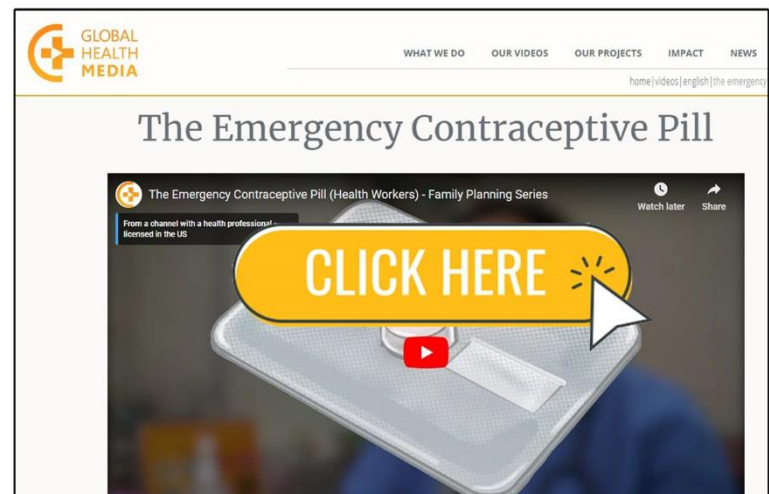 GLOBAL
HEALTH
MEDIA
WHAT WE DO OUR VIDEOS OUR PROJECTS IMPACT NEWS
home|videos|english|the emergency
The Emergency Contraceptive Pill
The Emergency Contraceptive Pill (Health Workers) - Family Planning Series
Watch later Share
From a channel with a health professional
licensed in the US
CLICK HERE